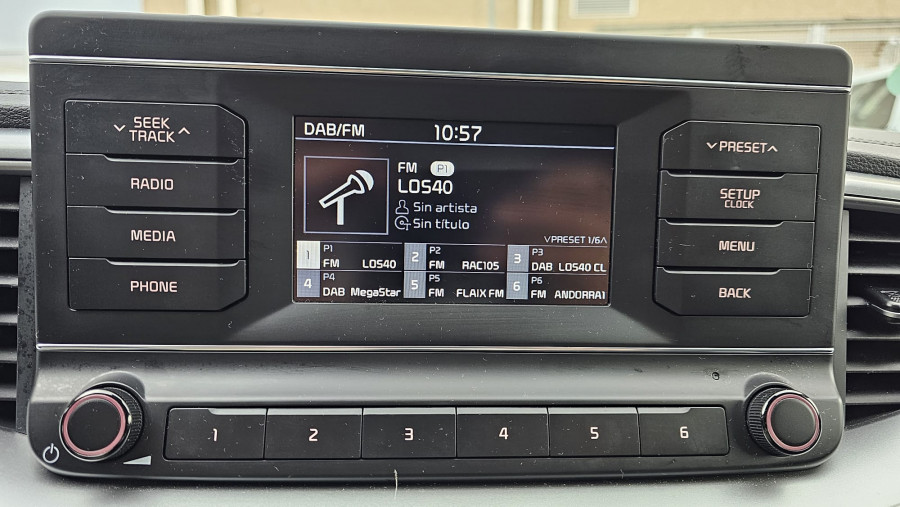 SEEK
TRACK
RADIO
MEDIA
PHONE
DAB/FM 10:57
FM P1
LOS40
Sin artista
Sin título
PRESET 1/6
1 P1 FM LOS40
2 P2 FM RAC105
3 P3 DAB LOS40 CL
4 P4 DAB MegaStar
5 P5 FM FLAIX FM
6 P6 FM ANDORRA1
PRESET
SETUP
CLOCK
MENU
BACK
1 2 3 4 5 6